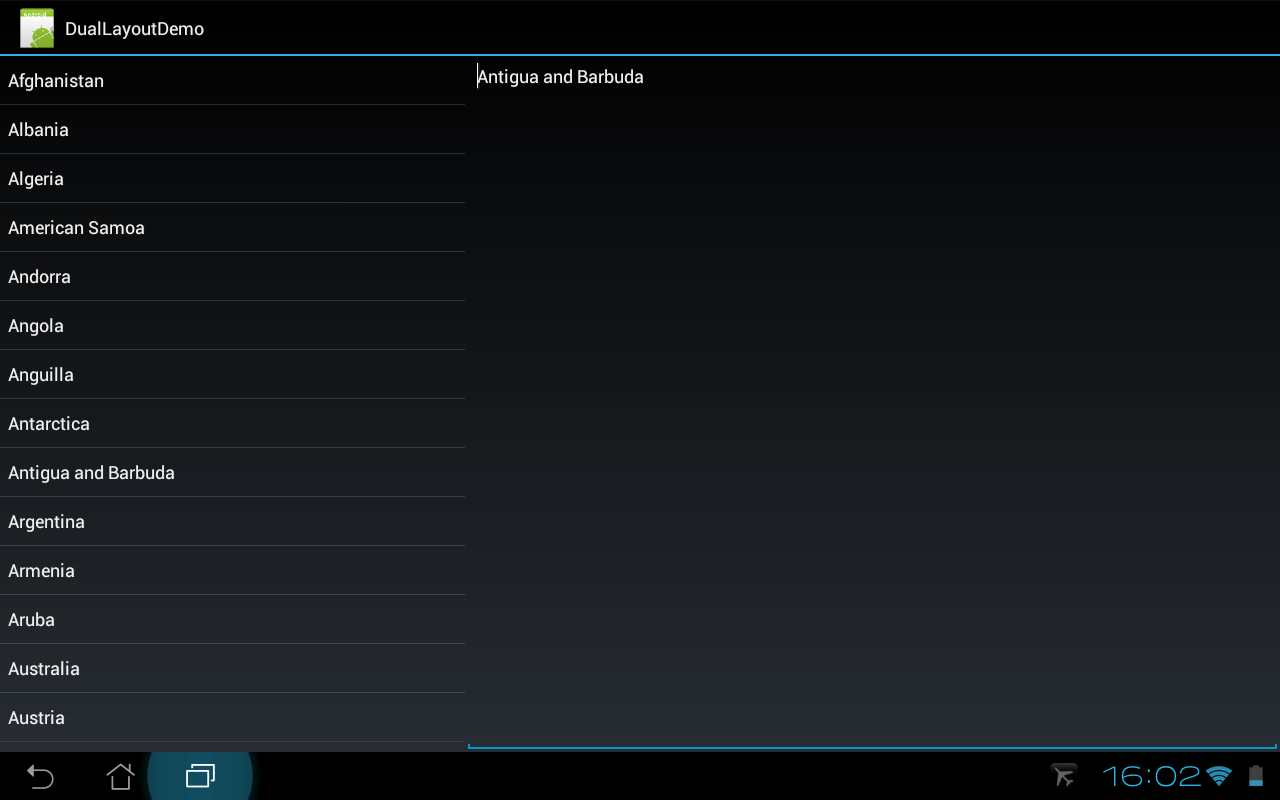 DualLayoutDemo
Afghanistan
Albania
Algeria
American Samoa
Andorra
Angola
Anguilla
Antarctica
Antigua and Barbuda
Argentina
Armenia
Aruba
Australia
Austria
Antigua and Barbuda
16:02